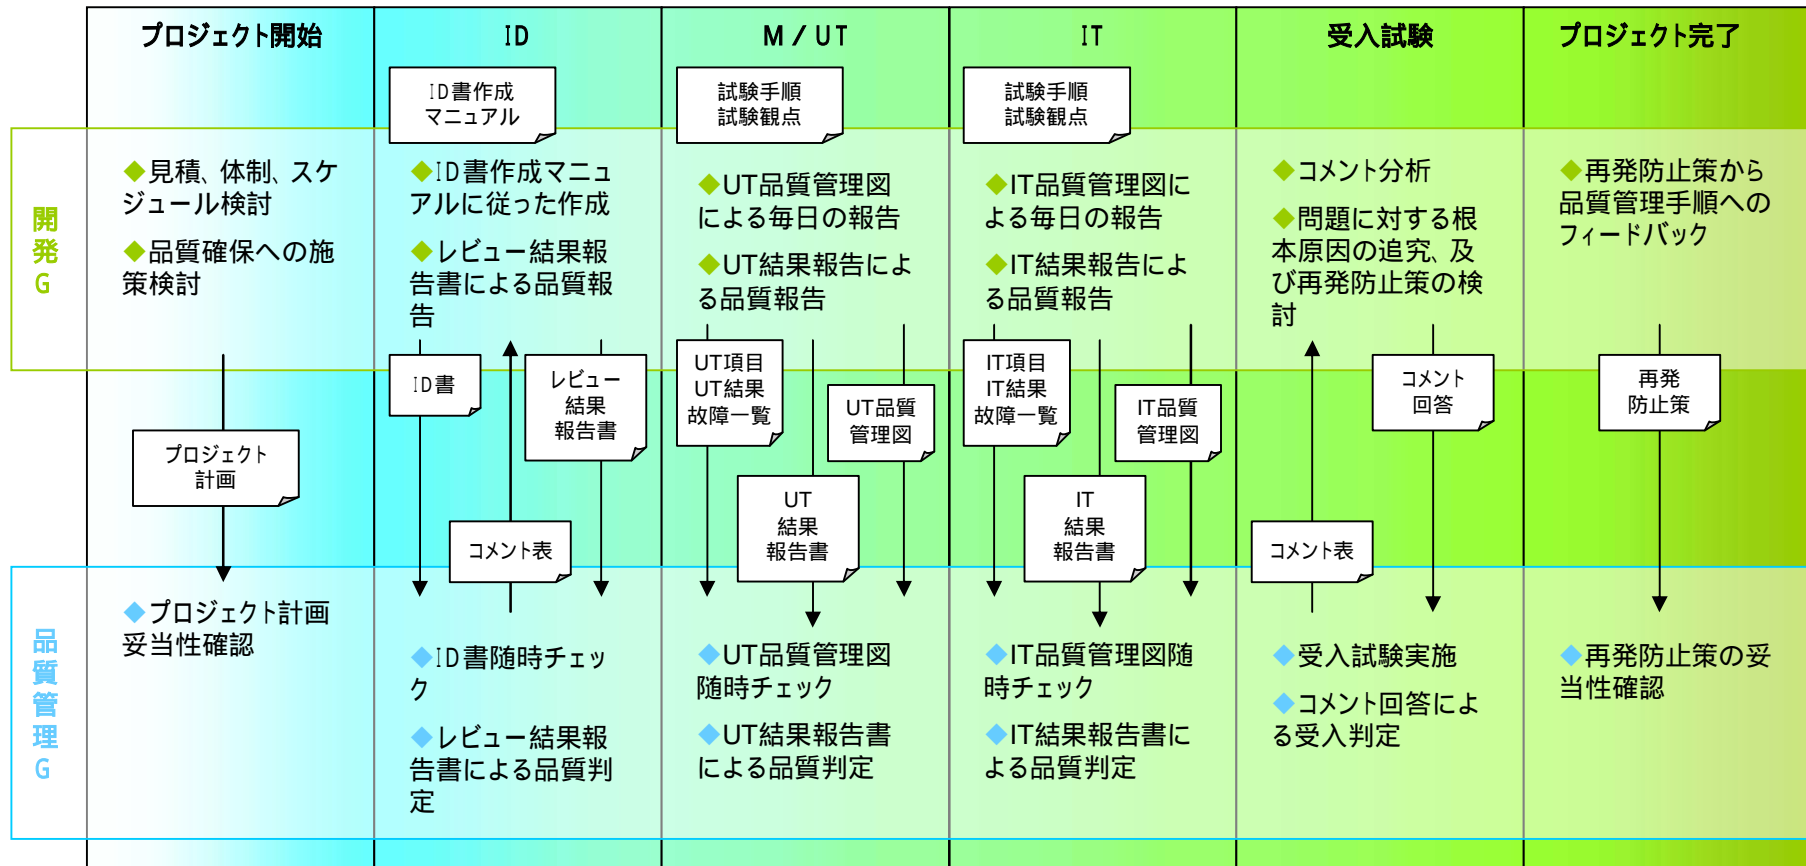 プロジェクト開始
ID
M/UT
IT
受入試験
プロジェクト完了
ID書作成
マニュアル
試験手順
試験観点
試験手順
試験観点
開発G
◆見積、体制、スケ
ジュール検討
◆品質確保への施
策検討
◆ID書作成マニュ
アルに従った作成
◆レビュー結果報
告書による品質報
告
◆UT品質管理図
による毎日の報告
◆UT結果報告によ
る品質報告
◆IT品質管理図に
よる毎日の報告
◆IT結果報告によ
る品質報告
◆コメント分析
◆問題に対する根
本原因の追究、及
び再発防止策の検
討
◆再発防止策から
品質管理手順への
フィードバック
プロジェクト
計画
ID書
コメント表
レビュー
結果
報告書
UT項目
UT結果
故障一覧
UT
結果
報告書
UT品質
管理図
IT項目
IT結果
故障一覧
IT
結果
報告書
IT品質
管理図
コメント表
コメント
回答
再発
防止策
品質管理G
◆プロジェクト計画
妥当性確認
◆ID書随時チェッ
ク
◆レビュー結果報
告書による品質判
定
◆UT品質管理図
随時チェック
◆UT結果報告書
による品質判定
◆IT品質管理図随
時チェック
◆IT結果報告書に
よる品質判定
◆受入試験実施
◆コメント回答によ
る受入判定
◆再発防止策の妥
当性確認